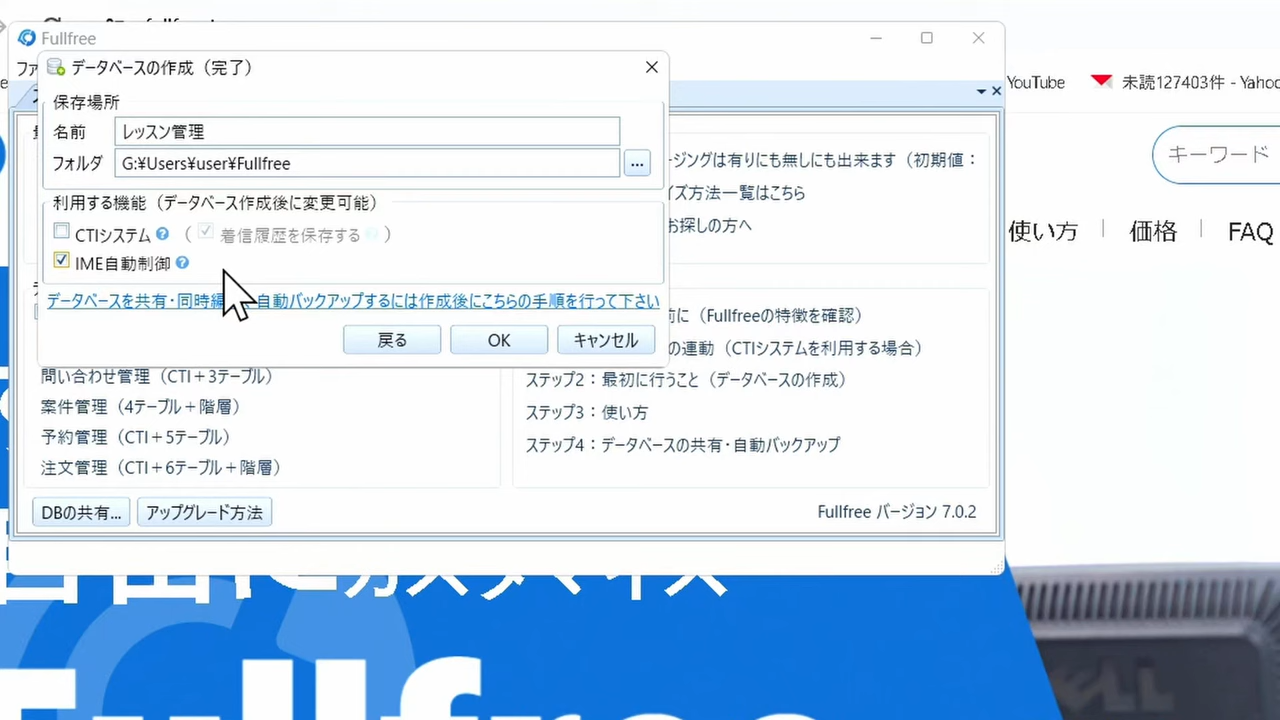 Fullfree
データベースの作成（完了）
保存場所
名前 レッスン管理
フォルダ G:¥Users¥user¥Fullfree ...
利用する機能（データベース作成後に変更可能）
CTIシステム ? （ 着信履歴を保存する ? ）
IME自動制御 ?
データベースを共有・同時編 自動バックアップするには作成後にこちらの手順を行って下さい
戻る OK キャンセル
問い合わせ管理（CTI＋3テーブル）
案件管理（4テーブル＋階層）
予約管理（CTI＋5テーブル）
注文管理（CTI＋6テーブル＋階層）
ージングは有りにも無しにも出来ます（初期値：
イズ方法一覧はこちら
お探しの方へ
前に（Fullfreeの特徴を確認）
の連動（CTIシステムを利用する場合）
ステップ2：最初に行うこと（データベースの作成）
ステップ3：使い方
ステップ4：データベースの共有・自動バックアップ
DBの共有... アップグレード方法
Fullfree バージョン 7.0.2
YouTube 未読127403件 - Yahoo
キーワード
使い方 価格 FAQ
自由にカスタマイズ
Fullfree
DELL